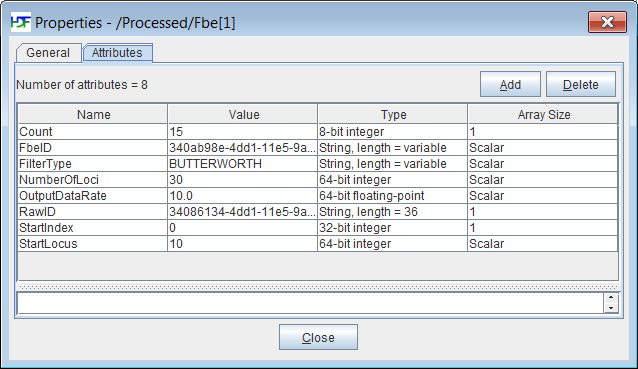 HDF Properties - /Processed/Fbe[1]
General Attributes
Number of attributes = 8 Add Delete
Name Value Type Array Size
Count 15 8-bit integer 1
FbeID 340ab98e-4dd1-11e5-9a... String, length = variable Scalar
FilterType BUTTERWORTH String, length = variable Scalar
NumberOfLoci 30 64-bit integer Scalar
OutputDataRate 10.0 64-bit floating-point Scalar
RawID 34086134-4dd1-11e5-9a... String, length = 36 1
StartIndex 0 32-bit integer 1
StartLocus 10 64-bit integer Scalar
Close